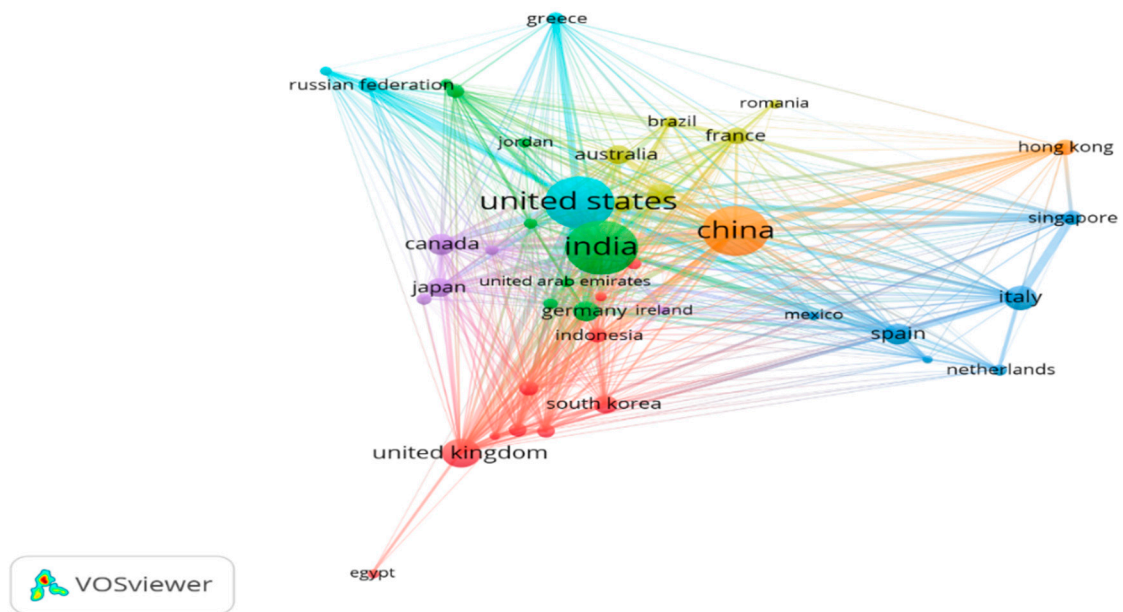 greece
russian federation
romania
brazil
france
jordan
hong kong
australia
united states
singapore
china
canada
india
united arab emirates
japan
italy
germany
ireland
mexico
indonesia
spain
netherlands
south korea
united kingdom
egypt
VOSviewer